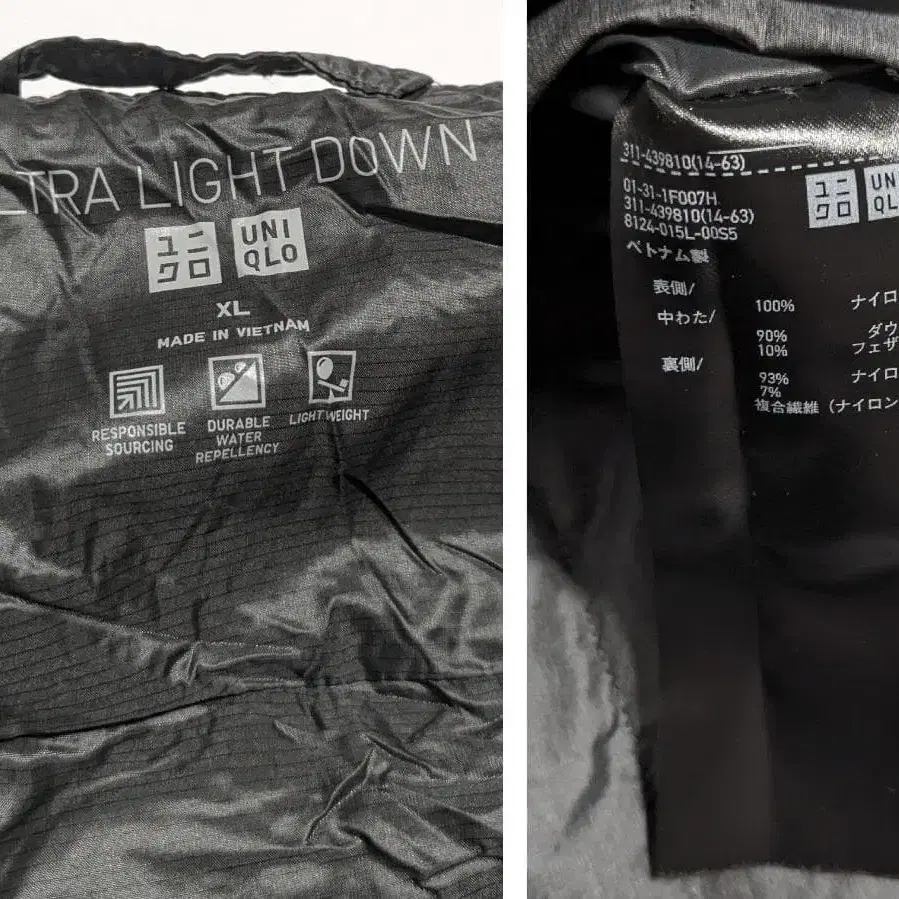 LTRA LIGHT DOWN
ユニ
クロ
UNI
QLO
XL
MADE IN VIETNAM
RESPONSIBLE
SOURCING
DURABLE
WATER
REPELLENCY
LIGHTWEIGHT
311-439810(14-63)
01-31-1F007H
311-439810(14-63)
8124-015L-00S5
ベトナム製
ユニ
クロ
UN
QL
表側/
100% ナイロ
中わた/
90% ダウ
10% フェザ
裏側/
93% ナイロ
7%
複合繊維(ナイロン